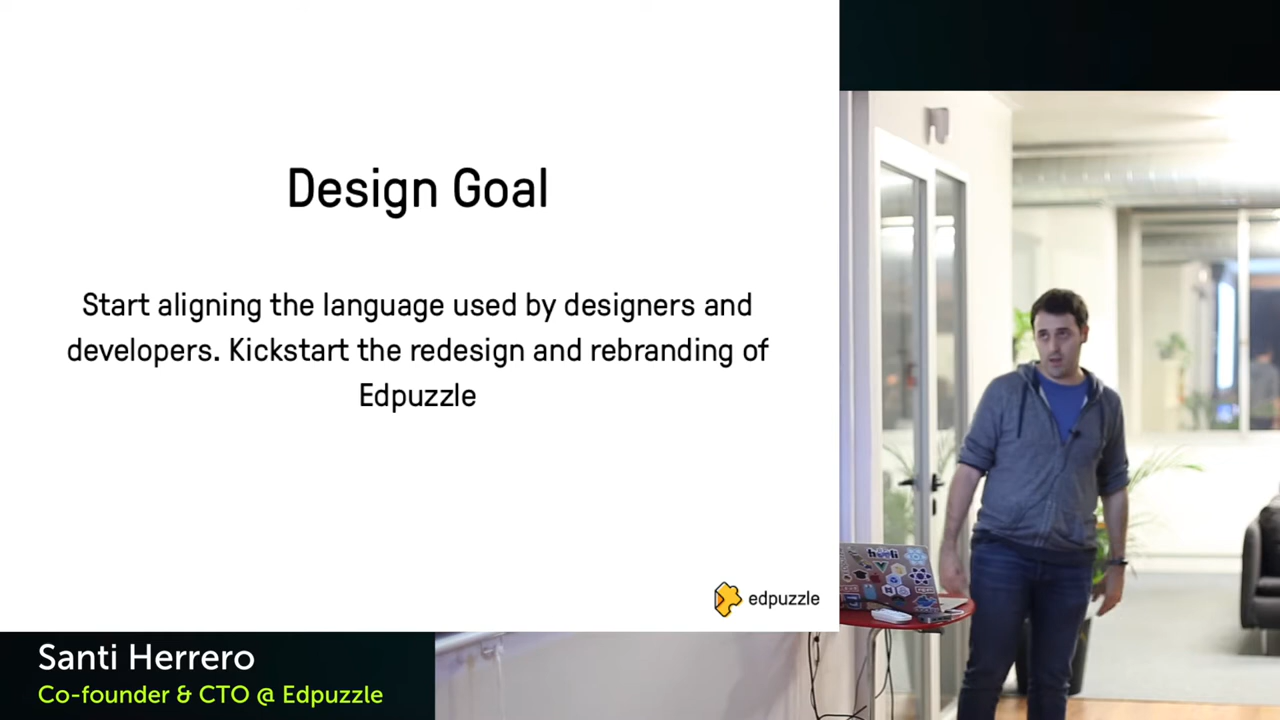 Design Goal
Start aligning the language used by designers and
developers. Kickstart the redesign and rebranding of
Edpuzzle
edpuzzle
Santi Herrero
Co-founder & CTO @ Edpuzzle